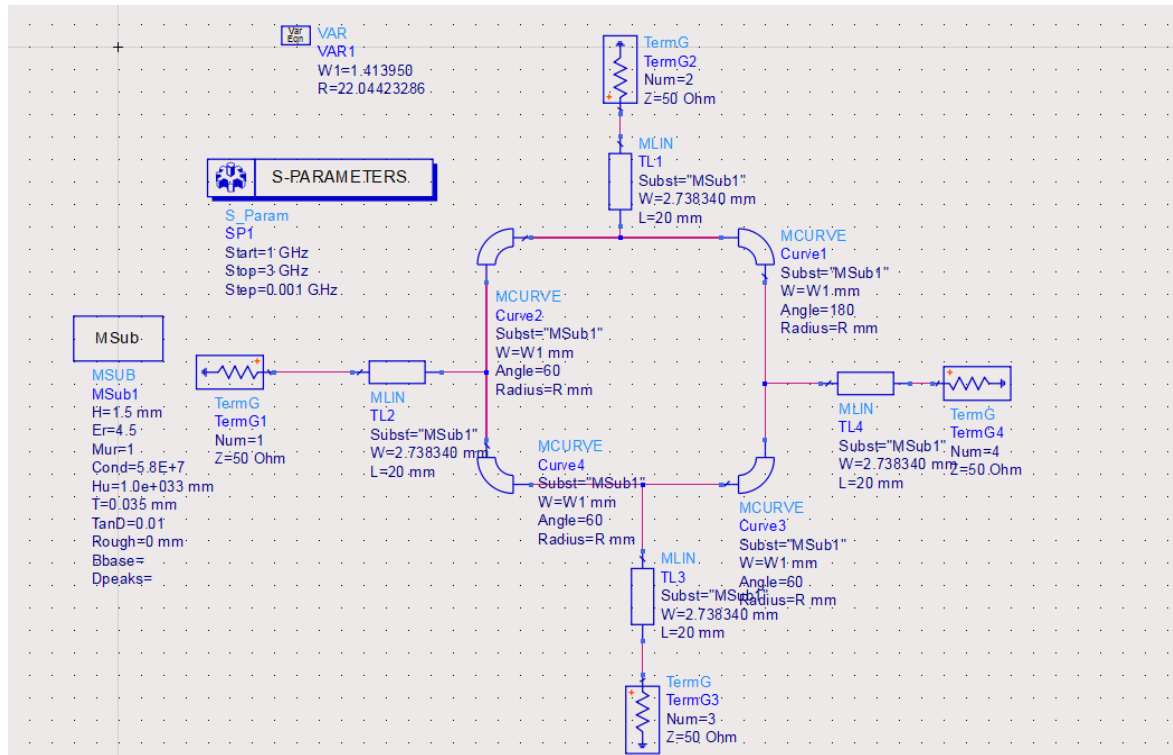 Var
Eqn
VAR
VAR1
W1=1.413950
R=22.04423286
TermG
TermG2
Num=2
Z=50 Ohm
MLIN
TL1
Subst="MSub1"
W=2.738340 mm
L=20 mm
S-PARAMETERS
S_Param
SP1
Start=1 GHz
Stop=3 GHz
Step=0.001 GHz
MCURVE
Curve1
Subst="MSub1"
W=W1 mm
Angle=180
Radius=R mm
MCURVE
Curve2
Subst="MSub1"
W=W1 mm
Angle=60
Radius=R mm
MSub
MSUB
MSub1
H=1.5 mm
Er=4.5
Mur=1
Cond=5.8E+7
Hu=1.0e+033 mm
T=0.035 mm
TanD=0.01
Rough=0 mm
Bbase=
Dpeaks=
TermG
TermG1
Num=1
Z=50 Ohm
MLIN
TL2
Subst="MSub1"
W=2.738340 mm
L=20 mm
MLIN
TL4
Subst="MSub1"
W=2.738340 mm
L=20 mm
TermG
TermG4
Num=4
Z=50 Ohm
MCURVE
Curve4
Subst="MSub1"
W=W1 mm
Angle=60
Radius=R mm
MCURVE
Curve3
Subst="MSub1"
W=W1 mm
Angle=60
Radius=R mm
MLIN
TL3
Subst="MSub1"
W=2.738340 mm
L=20 mm
TermG
TermG3
Num=3
Z=50 Ohm